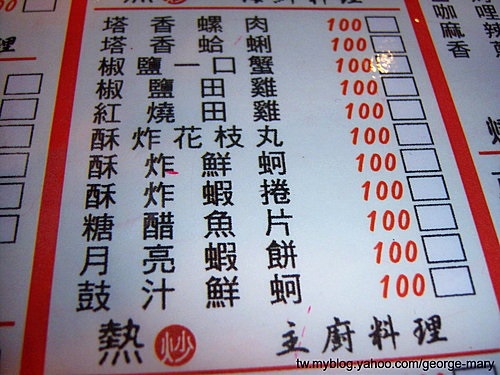 塔香螺肉 100
塔香蛤蜊 100
椒鹽一口蟹 100
椒鹽田雞 100
紅燒田雞 100
酥炸花枝丸 100
酥炸鮮蚵 100
酥炸蝦捲 100
糖醋魚片 100
月亮蝦餅 100
鼓汁鮮蚵 100
熱炒 主廚料理
tw.myblog.yahoo.com/george-mary